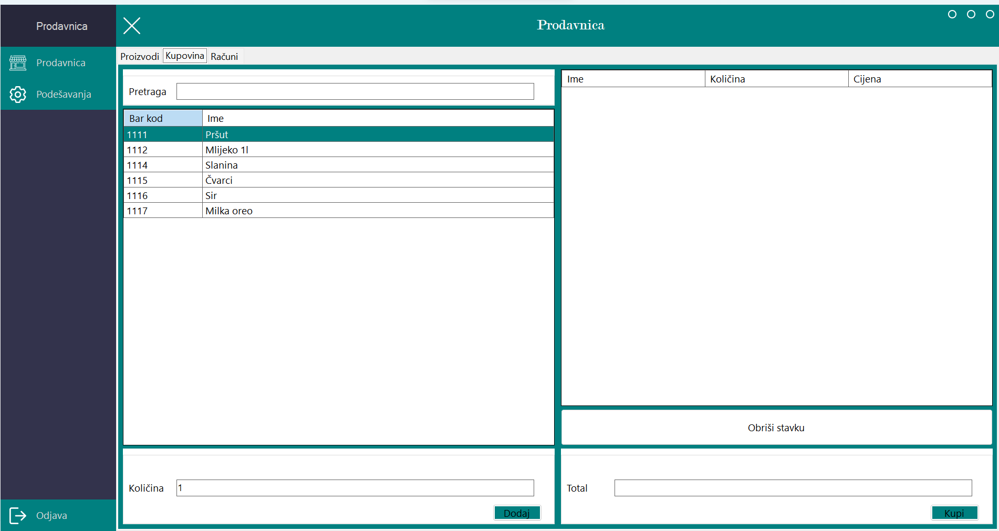 Prodavnica
Prodavnica
Prodavnica
Podešavanja
Odjava
Proizvodi Kupovina Računi
Pretraga
Bar kod Ime
1111 Pršut
1112 Mlijeko 1l
1114 Slanina
1115 Čvarci
1116 Sir
1117 Milka oreo
Količina 1
Dodaj
Ime Količina Cijena
Obriši stavku
Total
Kupi